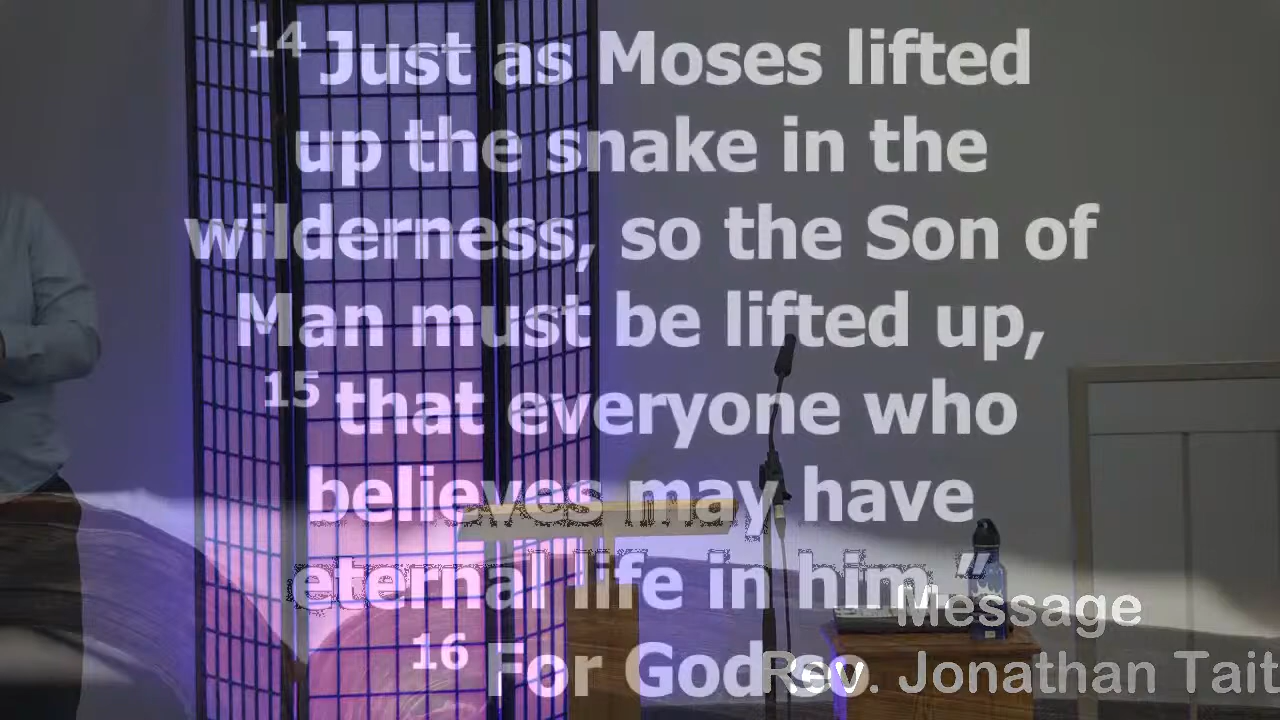 14 Just as Moses lifted
up the snake in the
wilderness, so the Son of
Man must be lifted up,
15 that everyone who
believes may have
eternal life in him.”
16 For God so
Message
Rev. Jonathan Tait